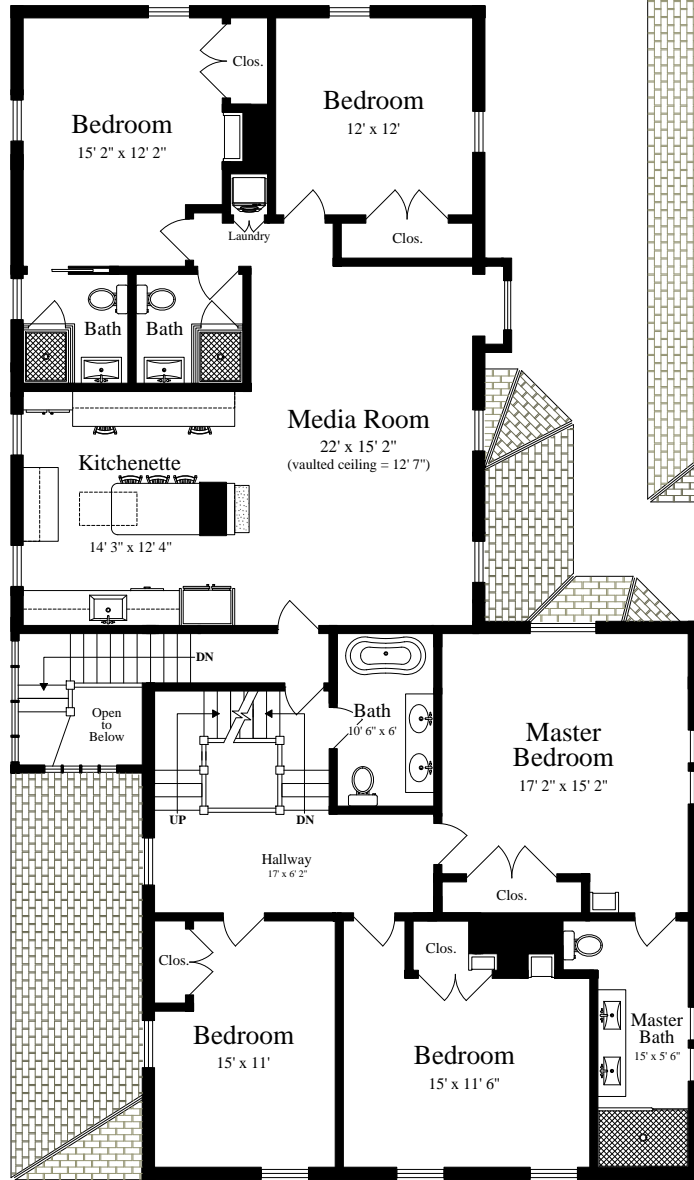 Clos.
Bedroom
15' 2" x 12' 2"
Bedroom
12' x 12'
Laundry
Clos.
Bath
Bath
Media Room
22' x 15' 2"
(vaulted ceiling = 12' 7")
Kitchenette
14' 3" x 12' 4"
DN
Open
to
Below
Bath
10' 6" x 6'
Master
Bedroom
17' 2" x 15' 2"
UP
DN
Hallway
17' x 6' 2"
Clos.
Clos.
Clos.
Bedroom
15' x 11'
Bedroom
15' x 11' 6"
Master
Bath
15' x 5' 6"